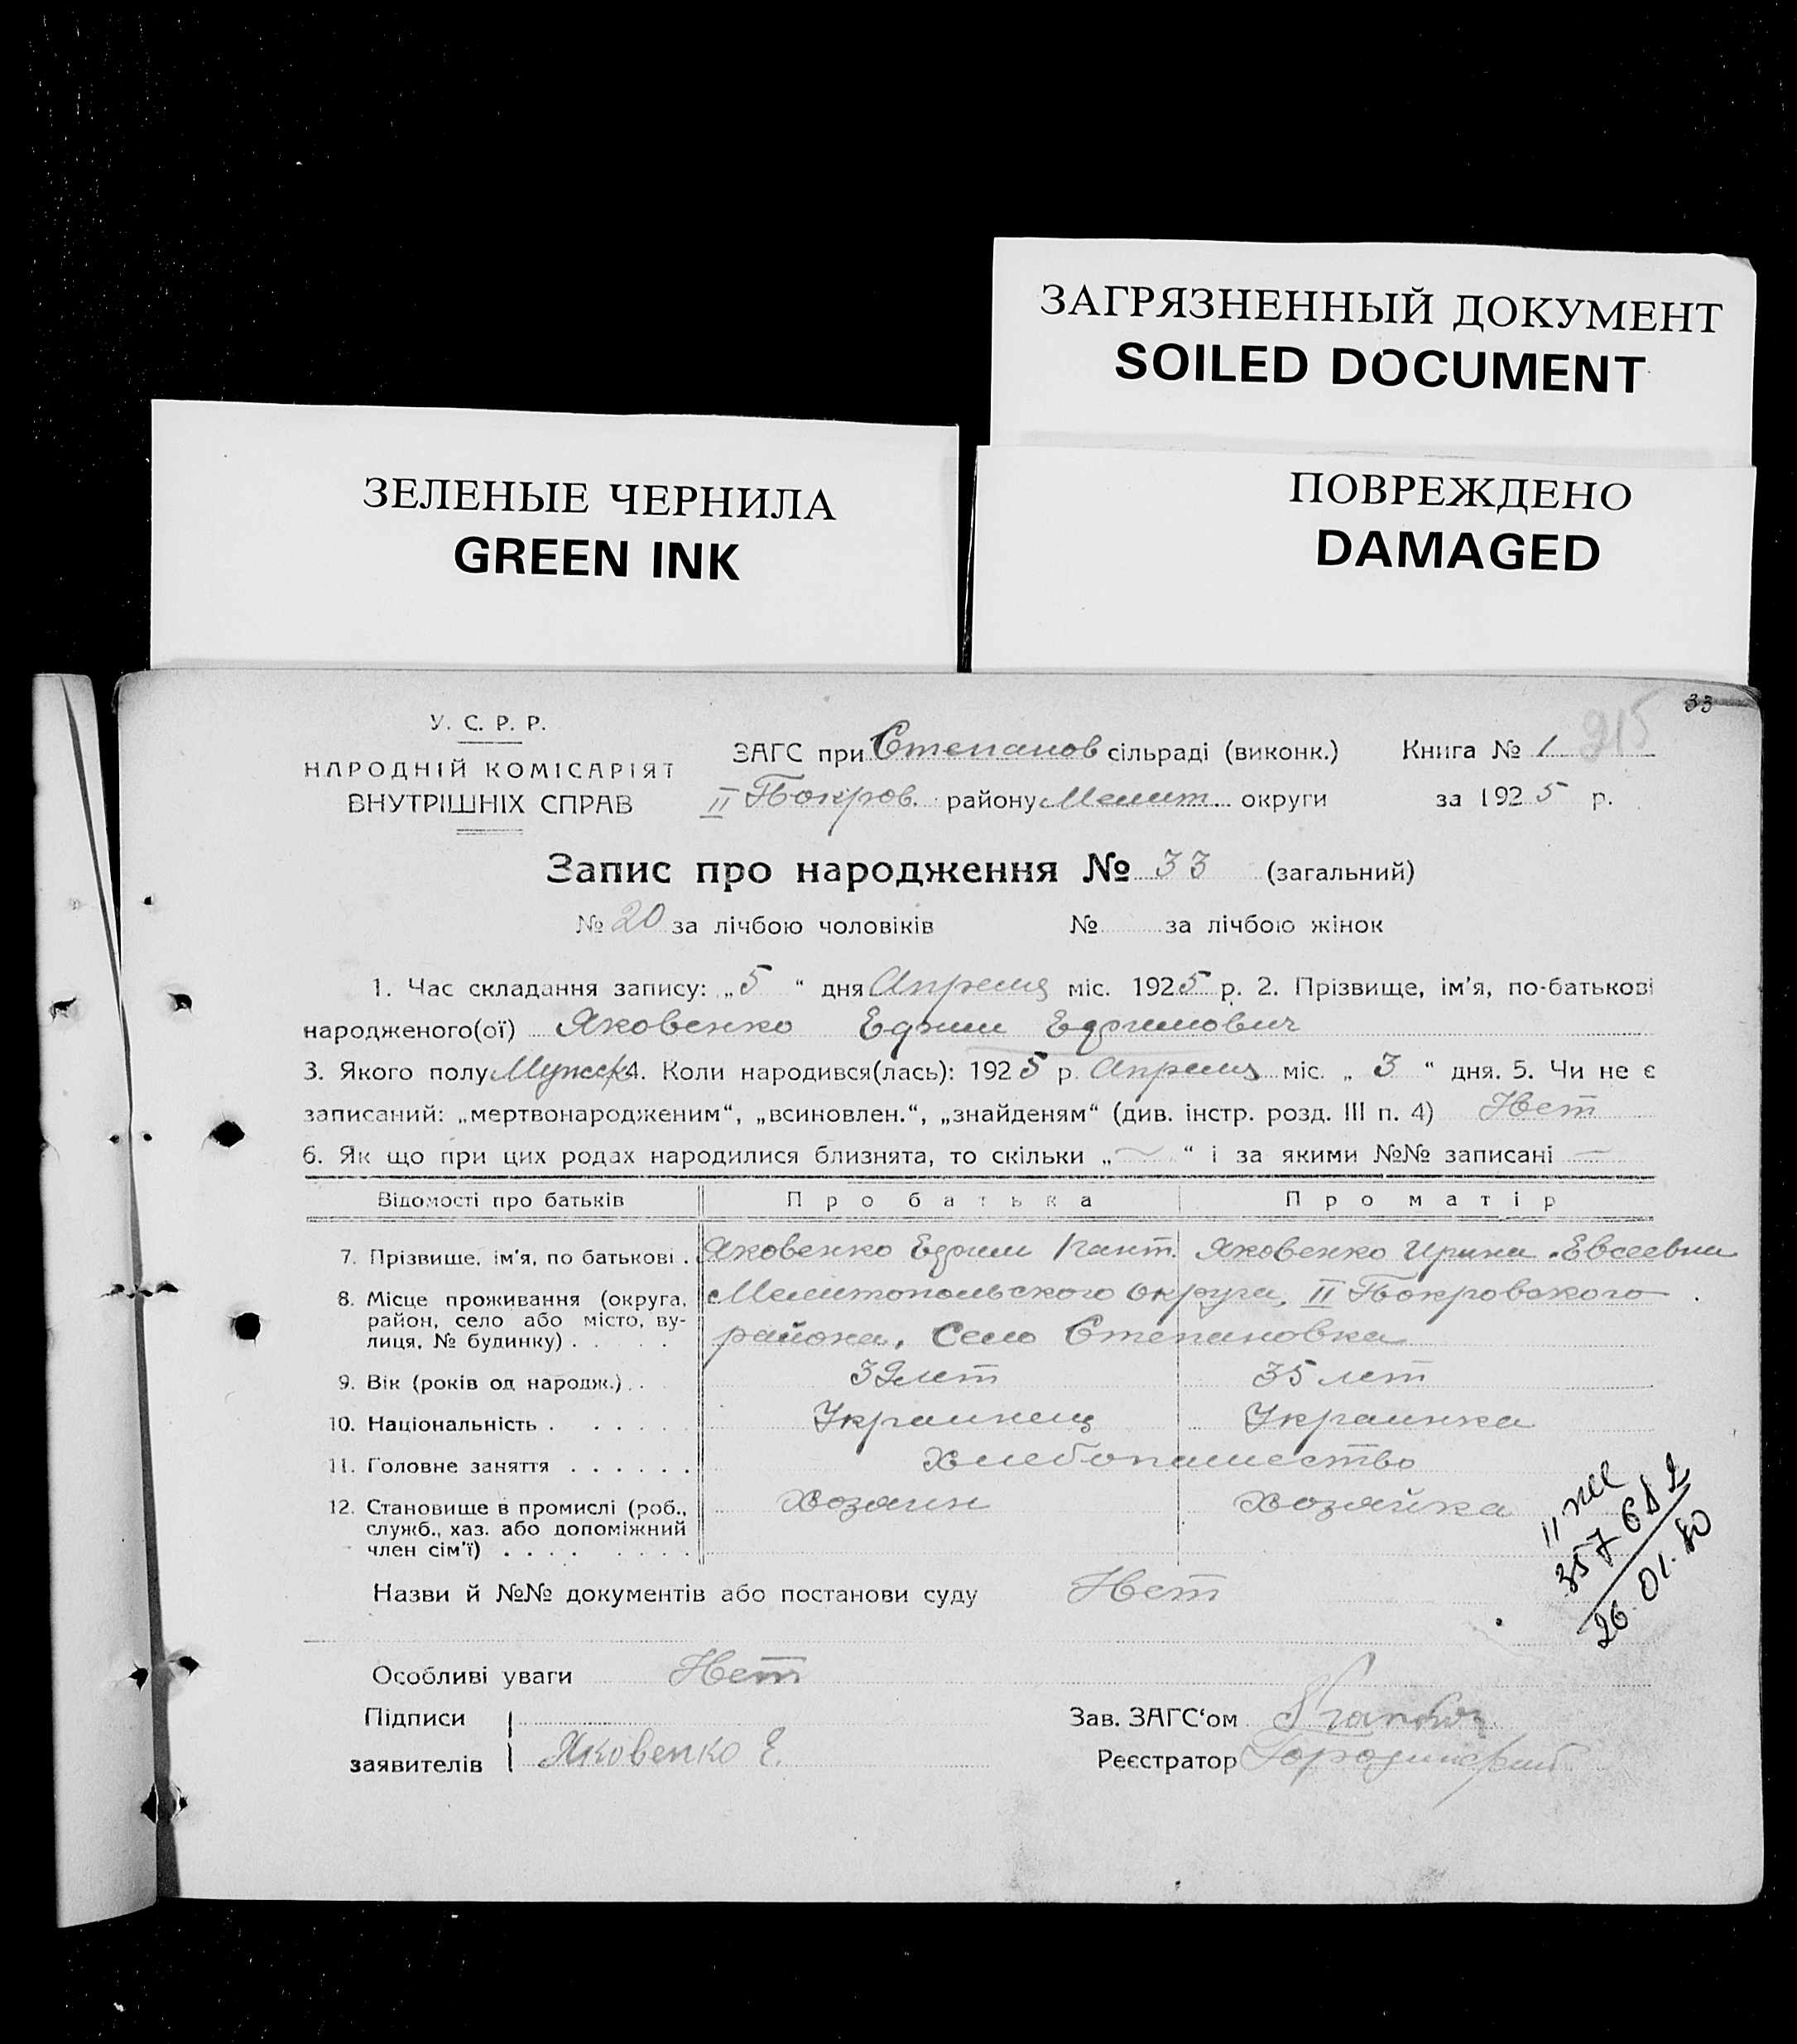 ЗАГРЯЗНЕННЫЙ ДОКУМЕНТ
SOILED DOCUMENT
ЗЕЛЕНЫЕ ЧЕРНИЛА
GREEN INK
ПОВРЕЖДЕНО
DAMAGED
33
У. С. Р. Р.
НАРОДНІЙ КОМІСАРІЯТ
ВНУТРІШНІХ СПРАВ
ЗАГС при Степанов сільраді (виконк.) Книга № 1 215
II Покров. району Мелит. округи за 1925 р.
Запис про народження № 33 (загальний)
№ 20 за лічбою чоловіків № за лічбою жінок
1. Час складання запису: „5“ дня Апреля міс. 1925 р. 2. Прізвище, ім'я, по-батькові
народженого(ої) Яковенко Ефим Ефимович
3. Якого полу Мужск 4. Коли народився(лась): 1925 р. Апреля міс. „3“ дня. 5. Чи не є
записаний: „мертвонародженим“, „всиновлен.“, „знайденям“ (див. інстр. розд. III п. 4) Нет
6. Як що при цих родах народилися близнята, то скільки „—“ і за якими №№ записані —
Відомості про батьків Про батька Про матір
7. Прізвище, ім'я, по батькові . Яковенко Ефим Яковенко Ирина Евсеевна
8. Місце проживання (округа, Мелитопольского округа, II Покровского
район, село або місто, ву-
лиця, № будинку) . . . . . района, Село Степановка
9. Вік (років од народж.) . . 32 лет 35 лет
10. Національність . . . . . Украинец Украинка
11. Головне заняття . . . . . . Хлебопашество
12. Становище в промислі (роб., Хозяин Хозяйка
служб., хаз. або допоміжний
член сім'ї) . . . . . . . .
357682
26.01.80
Назви й №№ документів або постанови суду Нет
Особливі уваги Нет
Підписи
заявителів Яковенко Е.
Зав. ЗАГС'ом
Реєстратор